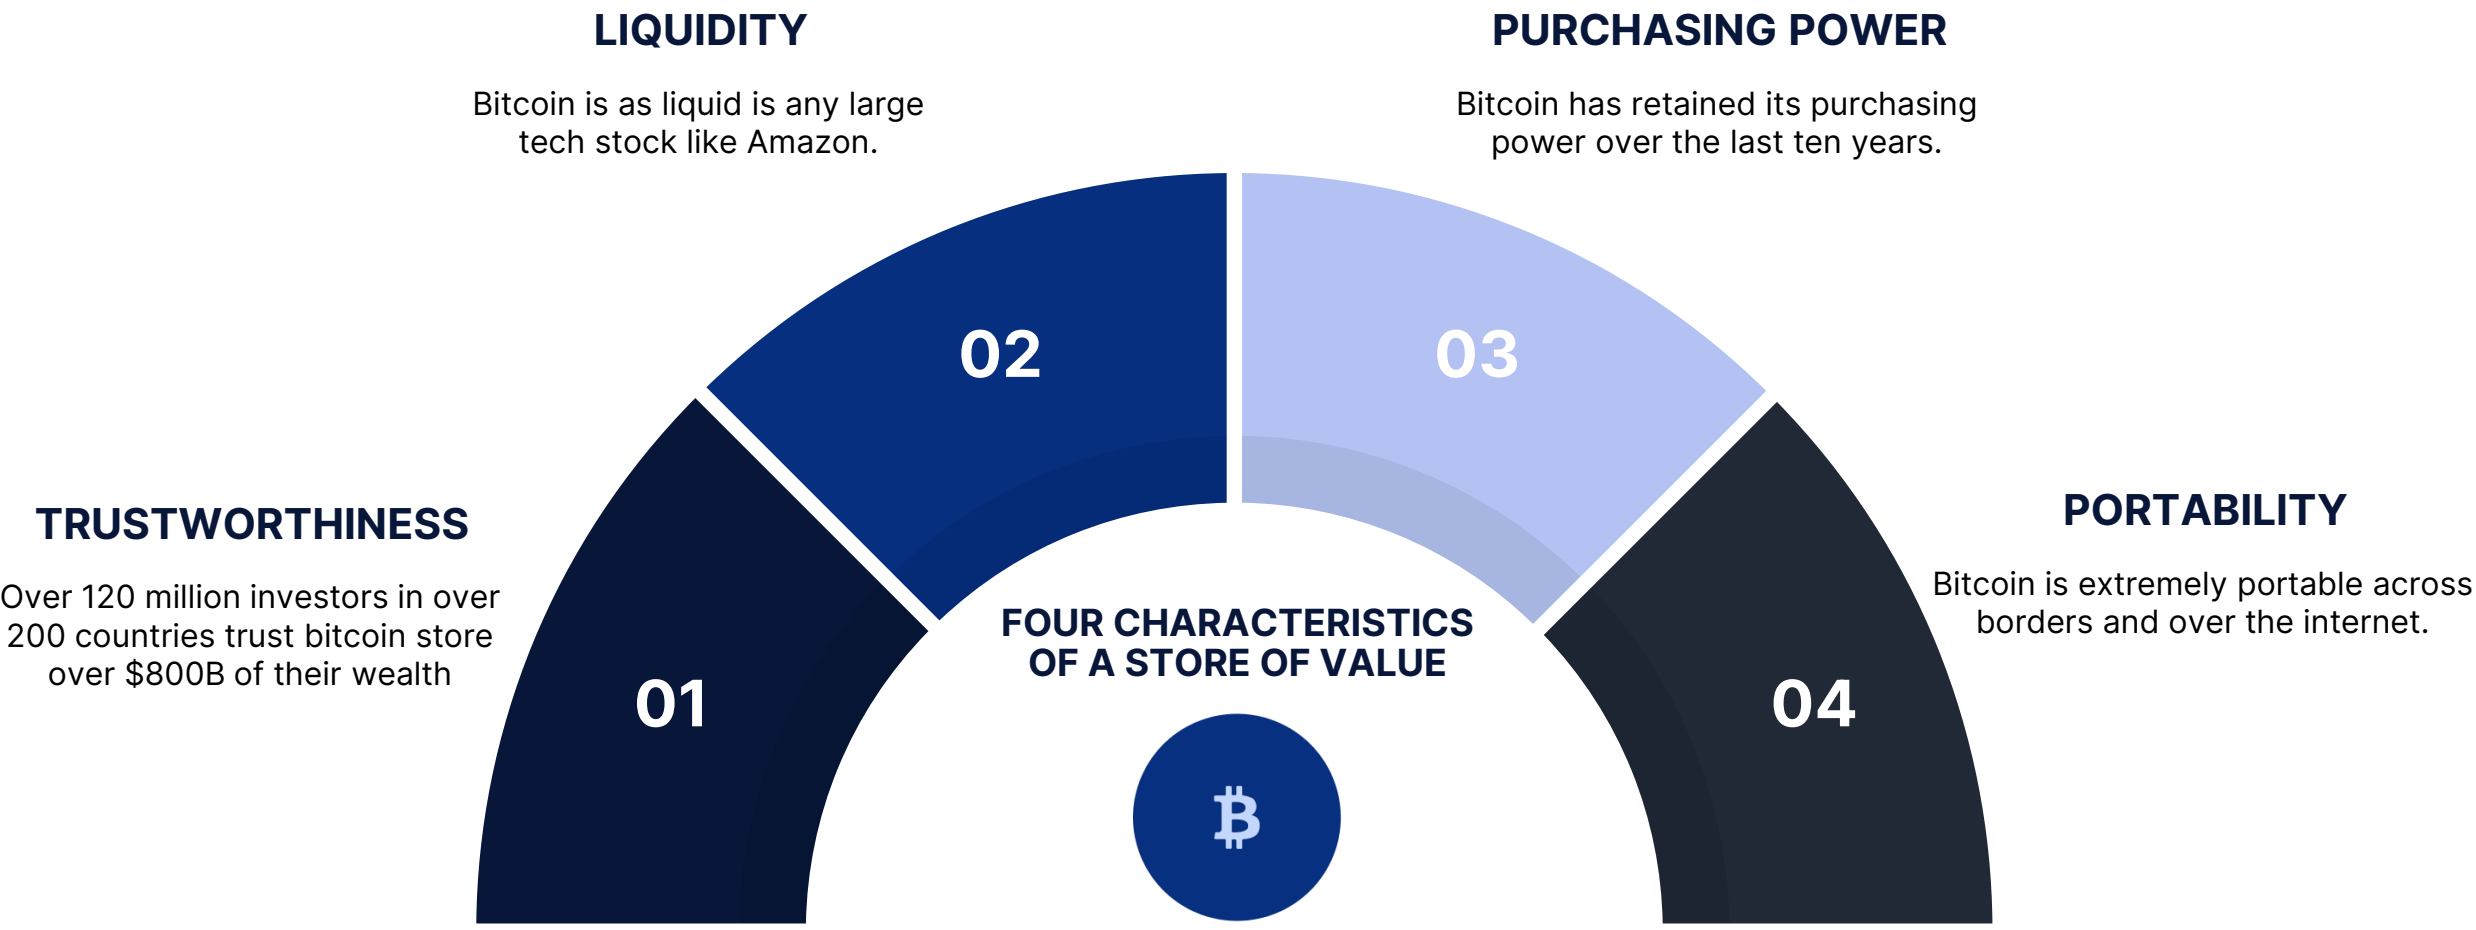 LIQUIDITY
Bitcoin is as liquid is any large
tech stock like Amazon.
PURCHASING POWER
Bitcoin has retained its purchasing
power over the last ten years.
02
03
TRUSTWORTHINESS
Over 120 million investors in over
200 countries trust bitcoin store
over $800B of their wealth
01
FOUR CHARACTERISTICS
OF A STORE OF VALUE
PORTABILITY
Bitcoin is extremely portable across
borders and over the internet.
04